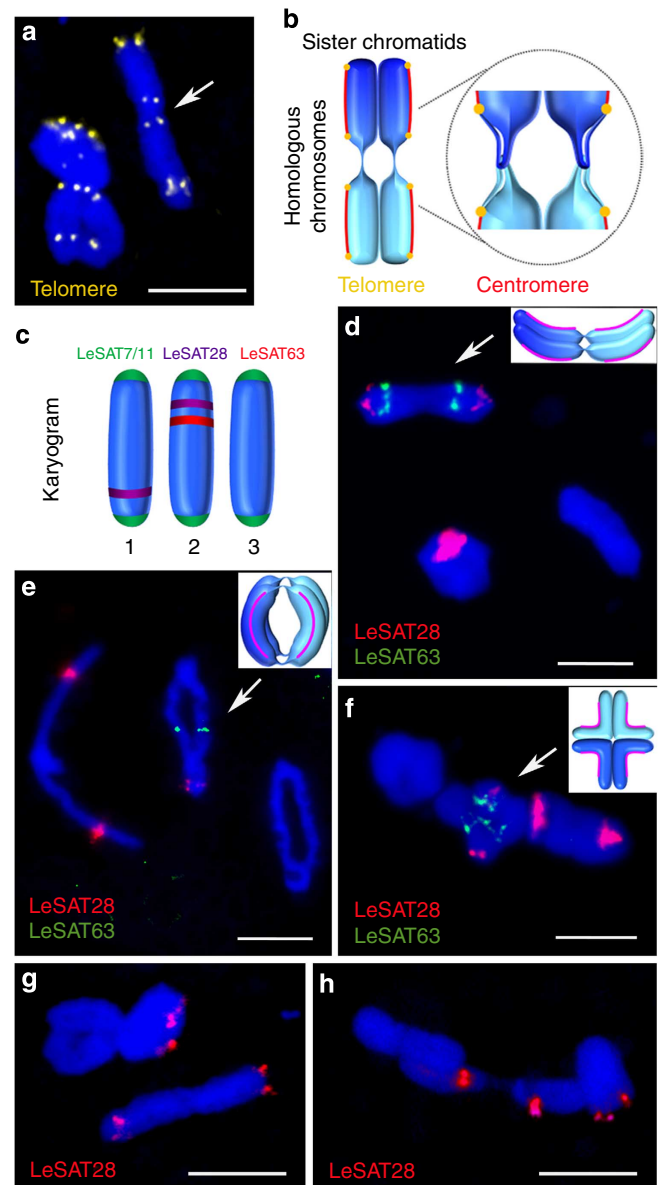 a
Telomere
b
Sister chromatids
Homologous
chromosomes
Telomere
Centromere
c
LeSAT7/11 LeSAT28 LeSAT63
Karyogram
1 2 3
d
LeSAT28
LeSAT63
e
LeSAT28
LeSAT63
f
LeSAT28
LeSAT63
g
LeSAT28
h
LeSAT28